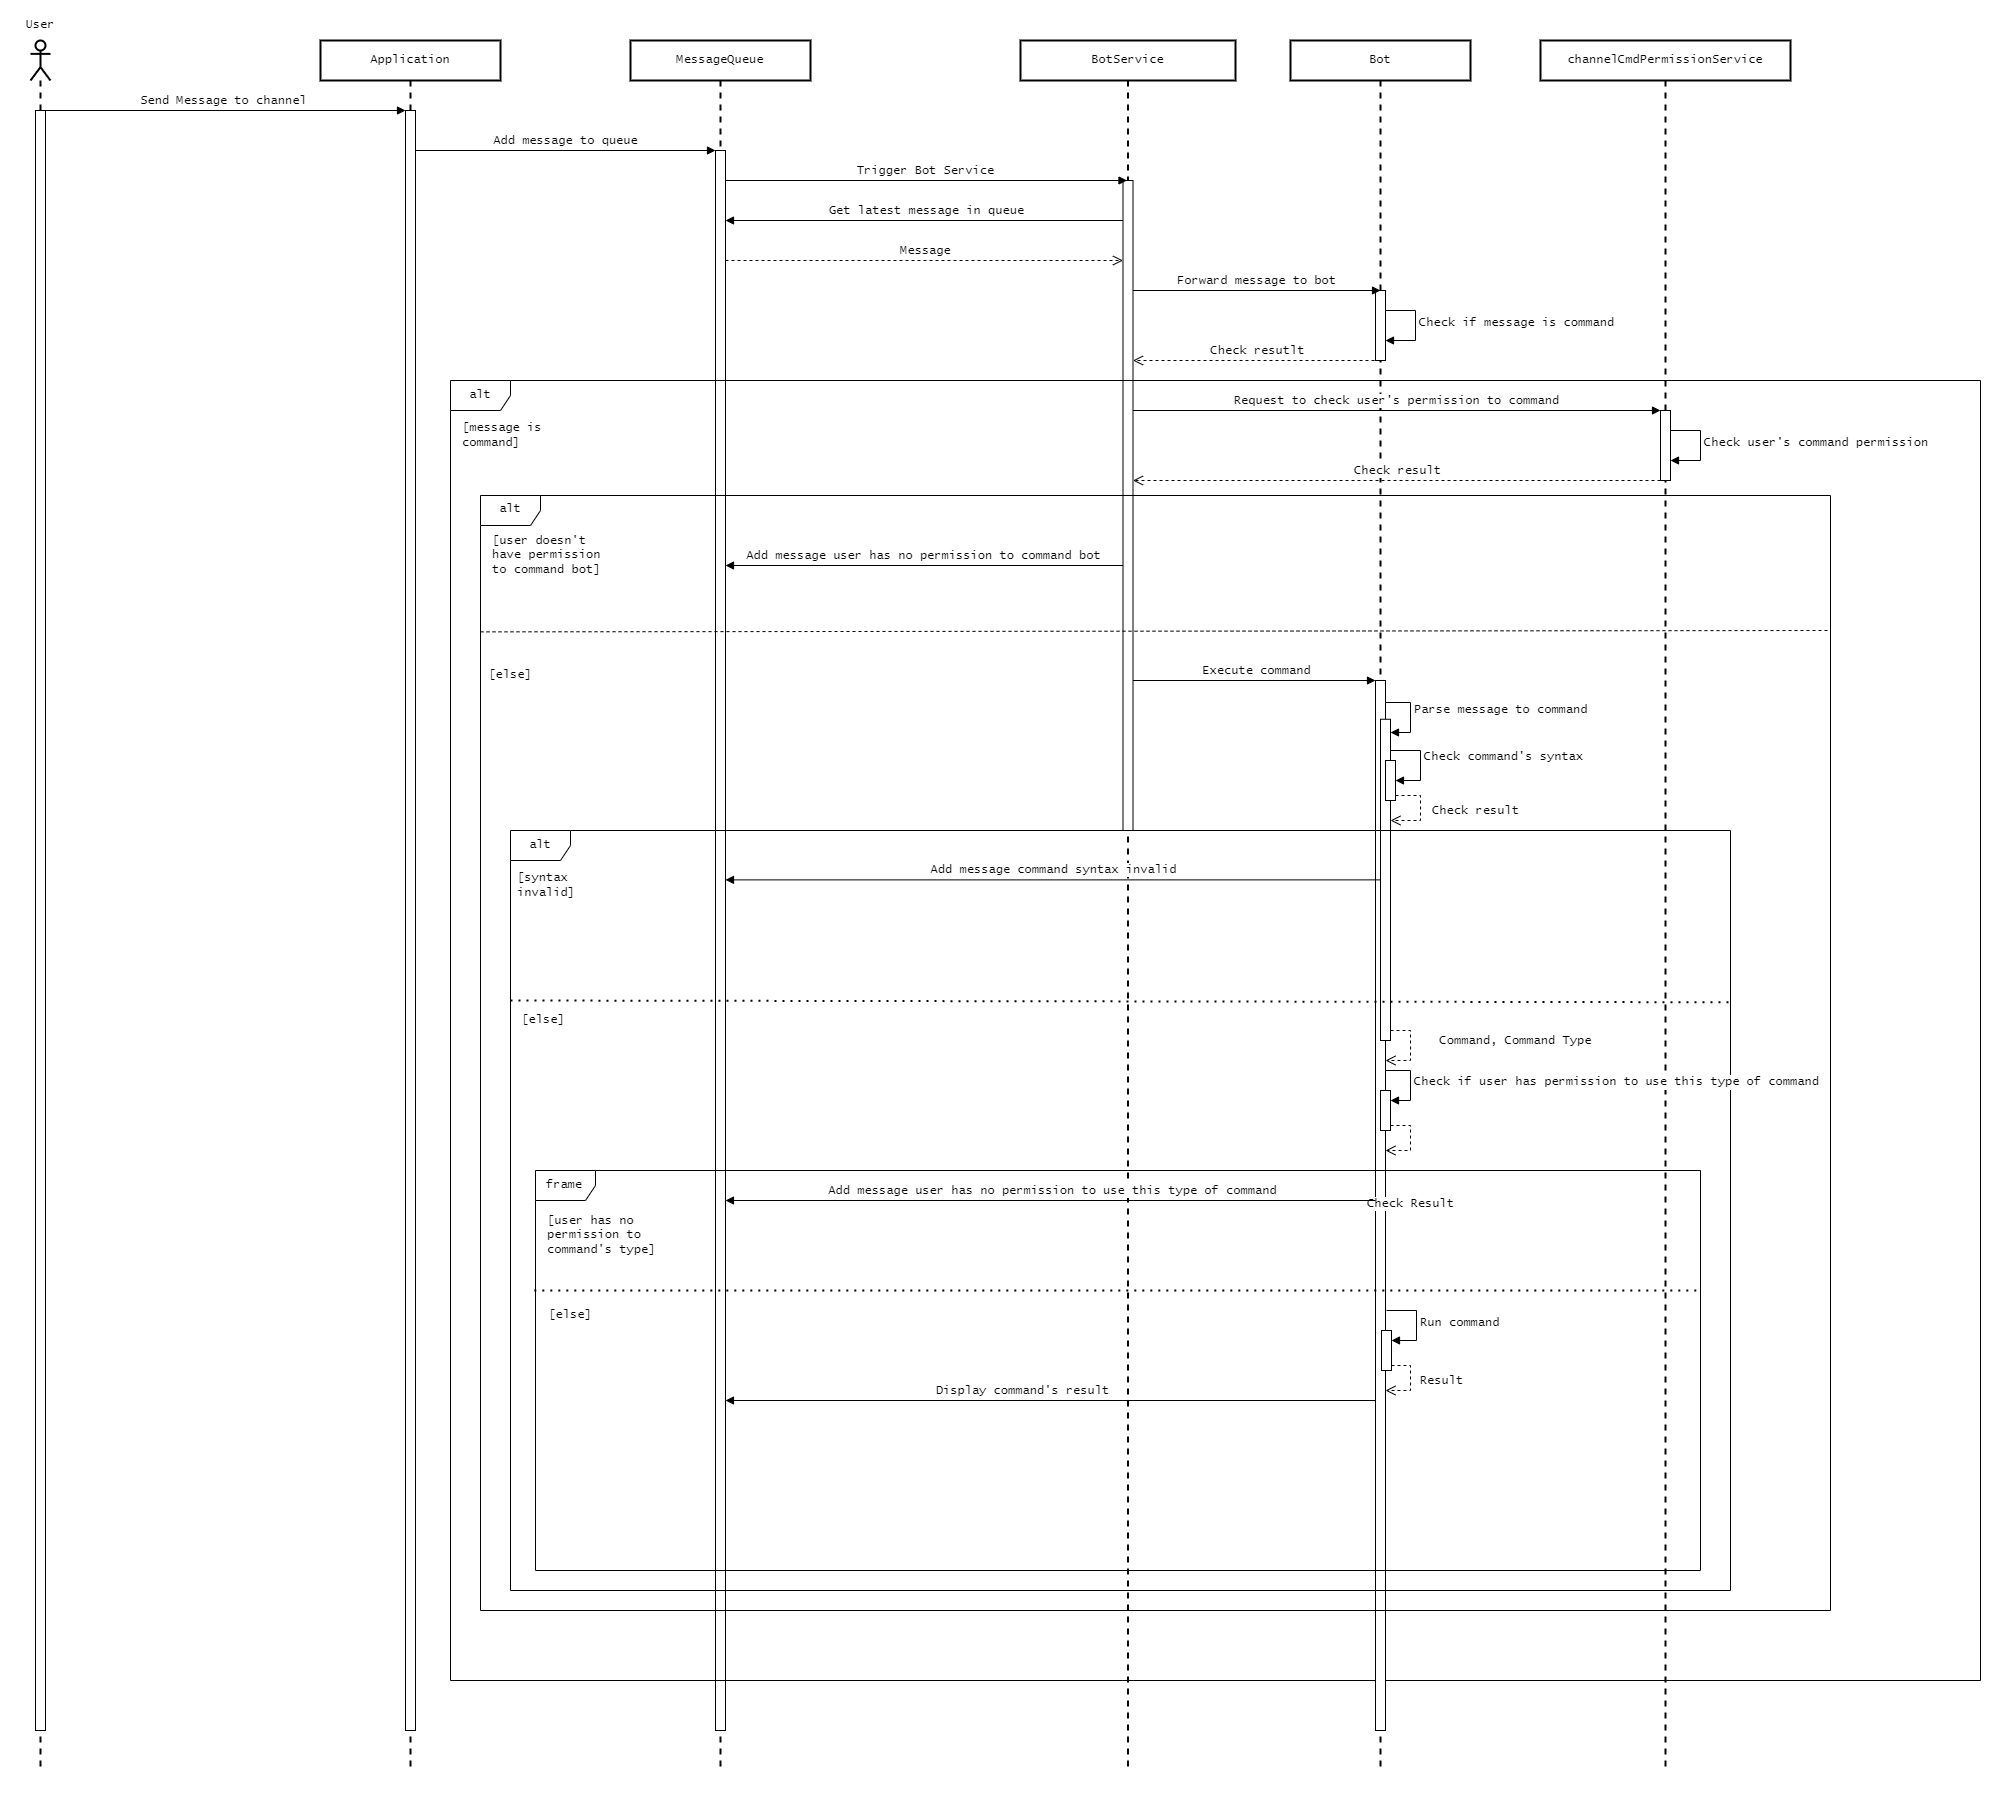 User
Application
MessageQueue
BotService
Bot
channelCmdPermissionService
Send Message to channel
Add message to queue
Trigger Bot Service
Get latest message in queue
Message
Forward message to bot
Check if message is command
Check resutlt
alt
[message is
command]
Request to check user's permission to command
Check user's command permission
Check result
alt
[user doesn't
have permission
to command bot]
Add message user has no permission to command bot
[else]
Execute command
Parse message to command
Check command's syntax
Check result
alt
[syntax
invalid]
Add message command syntax invalid
[else]
Command, Command Type
Check if user has permission to use this type of command
frame
[user has no
permission to
command's type]
Add message user has no permission to use this type of command
Check Result
[else]
Run command
Result
Display command's result